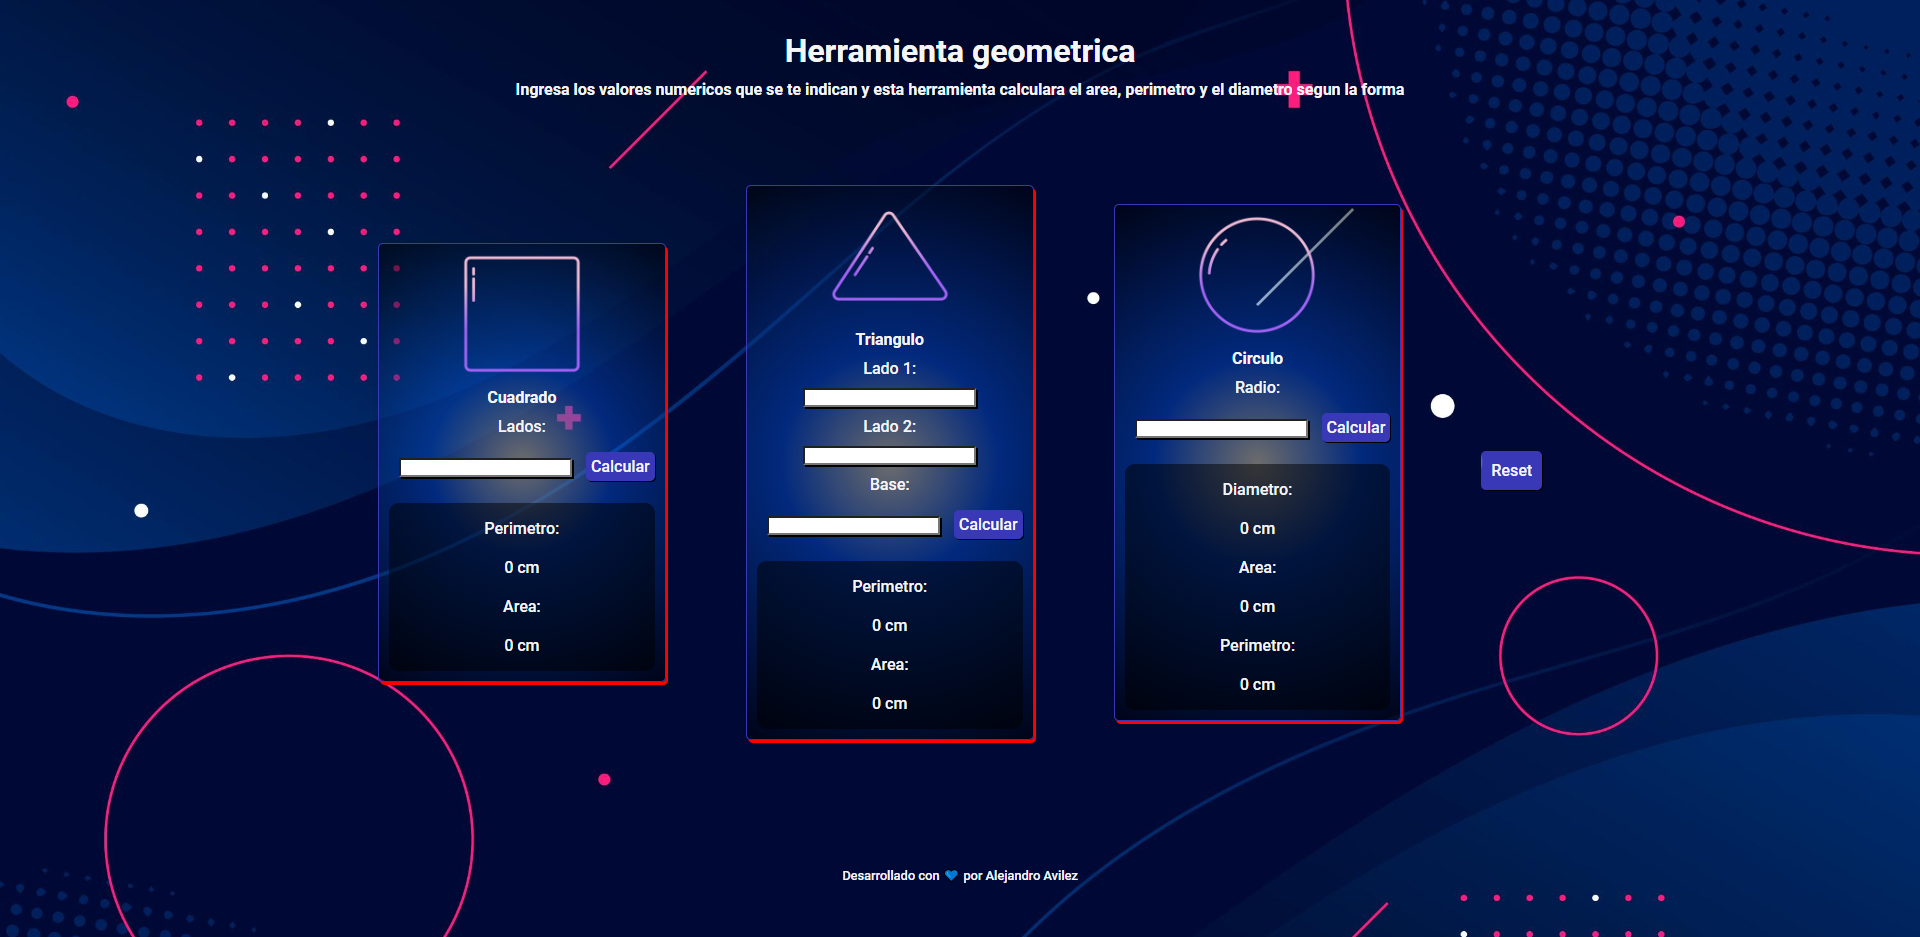 Herramienta geometrica
Ingresa los valores numericos que se te indican y esta herramienta calculara el area, perimetro y el diametro segun la forma
Cuadrado
Lados:
Calcular
Perimetro:
0 cm
Area:
0 cm
Triangulo
Lado 1:
Lado 2:
Base:
Calcular
Perimetro:
0 cm
Area:
0 cm
Circulo
Radio:
Calcular
Diametro:
0 cm
Area:
0 cm
Perimetro:
0 cm
Reset
Desarrollado con 💙 por Alejandro Avilez